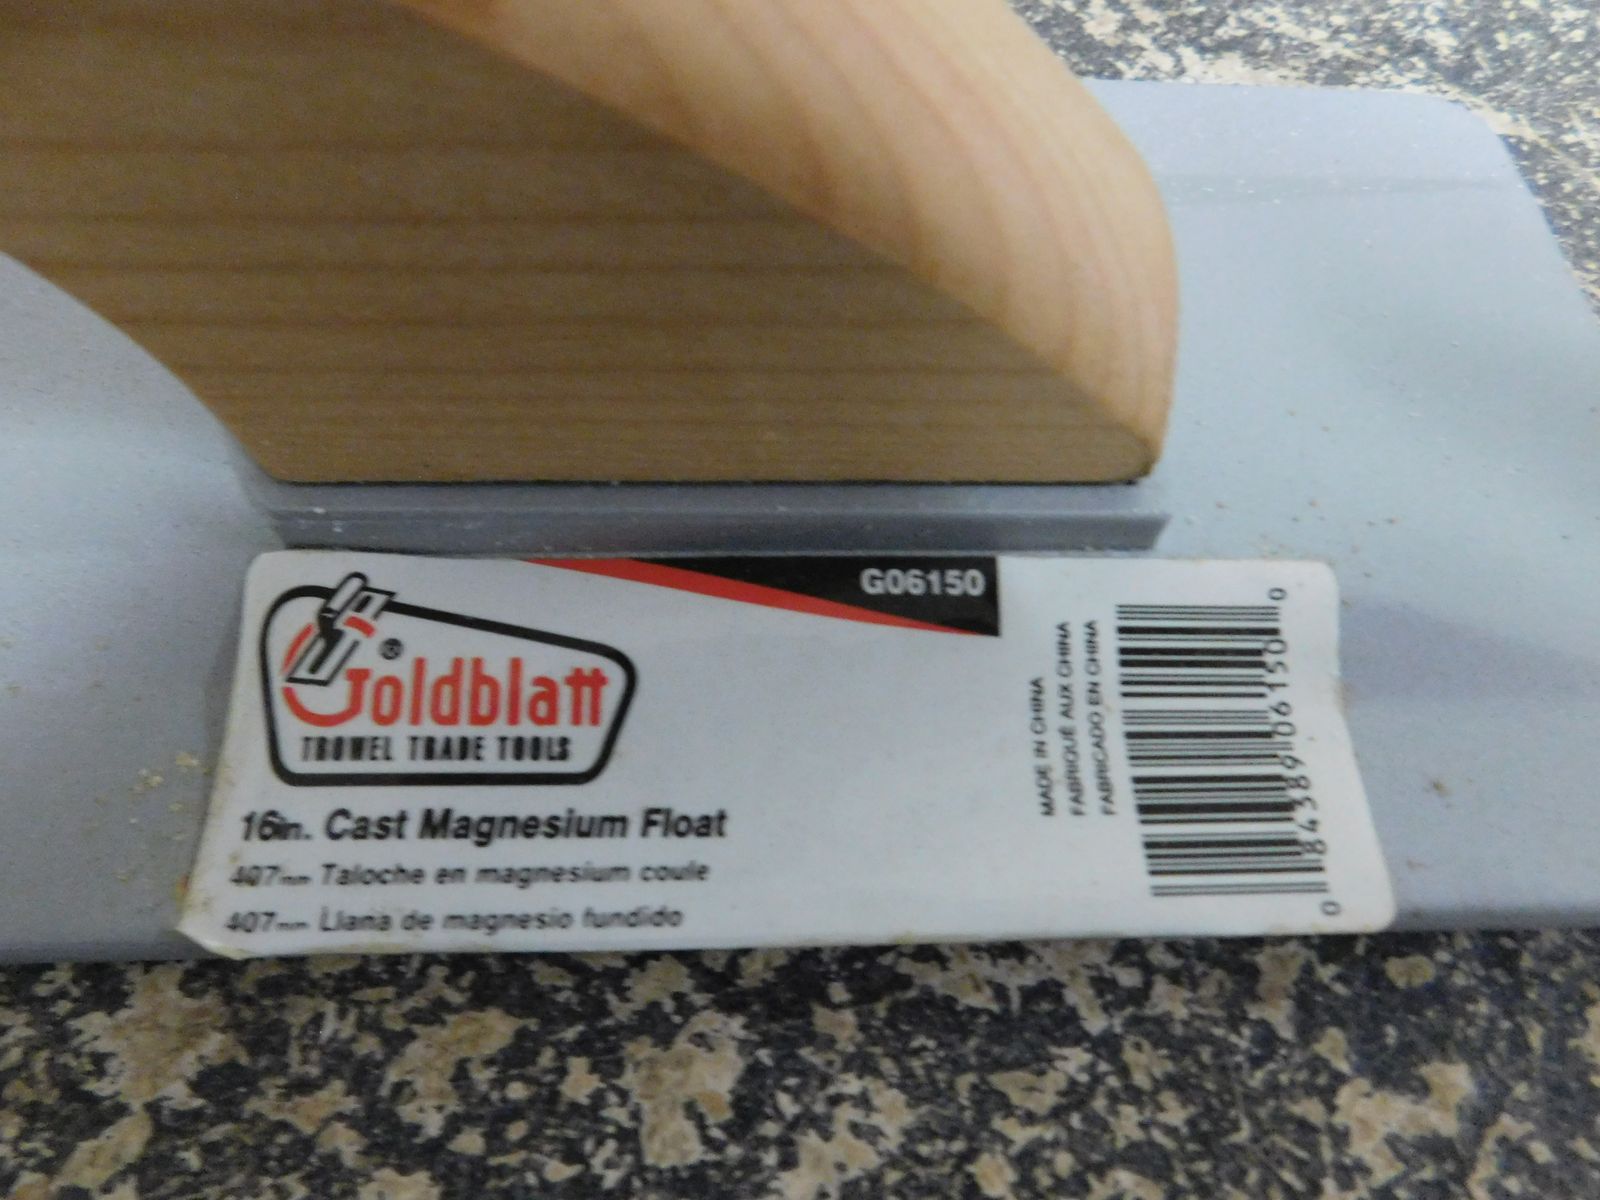 G06150
Goldblatt®
TROWEL TRADE TOOLS
16in. Cast Magnesium Float
407mm Taloche en magnesium coule
407mm Llana de magnesio fundido
MADE IN CHINA
FABRIQUÉ AUX CHINA
FABRICADO EN CHINA
0 84389 06150 0